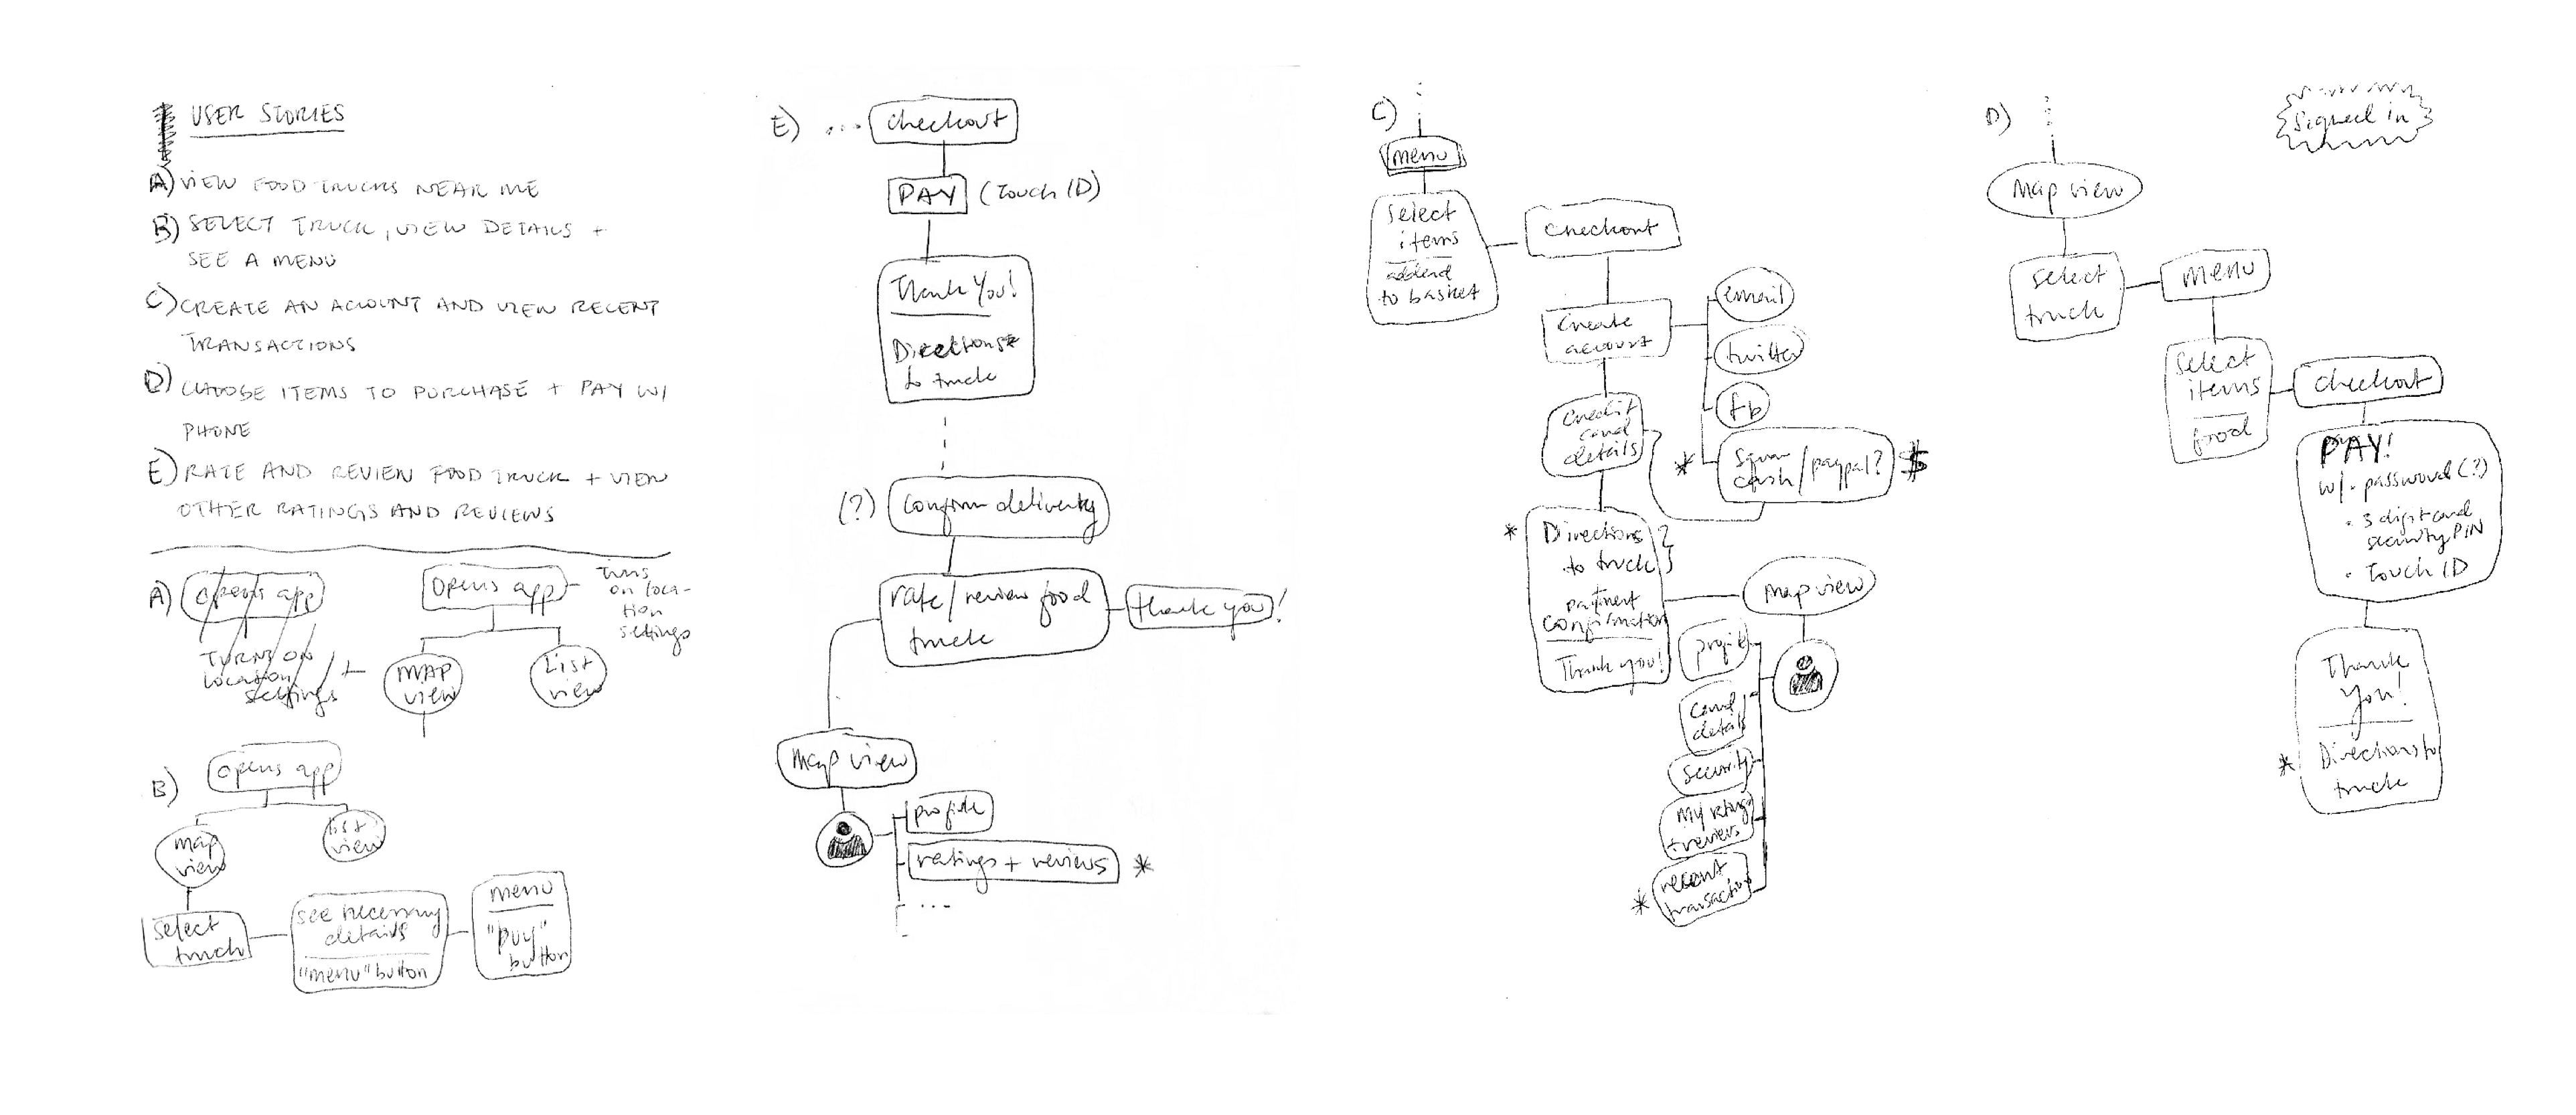 USER STORIES
A) VIEW FOOD TRUCKS NEAR ME
B) SELECT TRUCK, VIEW DETAILS +
SEE A MENU
C) CREATE AN ACCOUNT AND VIEW RECENT
TRANSACTIONS
D) CHOOSE ITEMS TO PURCHASE + PAY W/
PHONE
E) RATE AND REVIEW FOOD TRUCK + VIEW
OTHER RATINGS AND REVIEWS
A)
opens app
TURNS ON
location
settings
opens app
turns
on loca-
tion
settings
MAP
view
List
view
B)
opens app
map
view
list
view
select
truck
see necessary
details
"menu" button
menu
"buy"
button
E)
...
checkout
PAY
(Touch ID)
Thank You!
Directions*
to truck
(?)
confirm delivery
rate/review food
truck
thank you!
Map view
profile
ratings + reviews *
...
C)
menu
select
items
added
to basket
checkout
create
account
email
twitter
fb
* square
cash/paypal? $
credit
card
details
* Directions
to truck
payment
confirmation
Thank you!
map view
profile
card
details
security
my ratings
+ reviews
* recent
transactions
D)
signed in
Map view
select
truck
menu
select
items
food
checkout
PAY!
w/ • password (?)
• 3 digit card
security PIN
• Touch ID
Thank
You!
* Directions to
truck